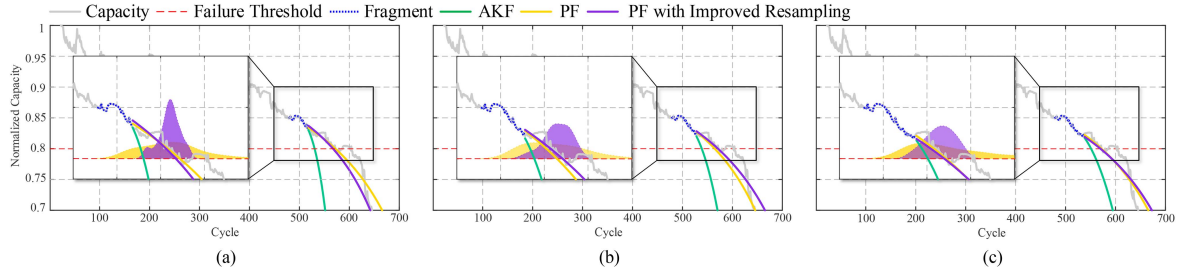 Capacity Failure Threshold Fragment AKF PF PF with Improved Resampling
Normalized Capacity
1
0.95
0.9
0.85
0.8
0.75
0.7
100 200 300 400 500 600 700
Cycle
(a)
100 200 300 400 500 600 700
Cycle
(b)
100 200 300 400 500 600 700
Cycle
(c)